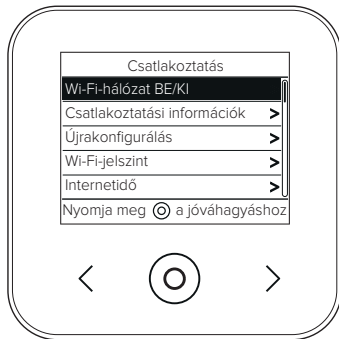 Csatlakoztatás
Wi-Fi-hálózat BE/KI
Csatlakoztatási információk >
Újrakonfigurálás >
Wi-Fi-jelszint >
Internetidő >
Nyomja meg ⊚ a jóváhagyáshoz